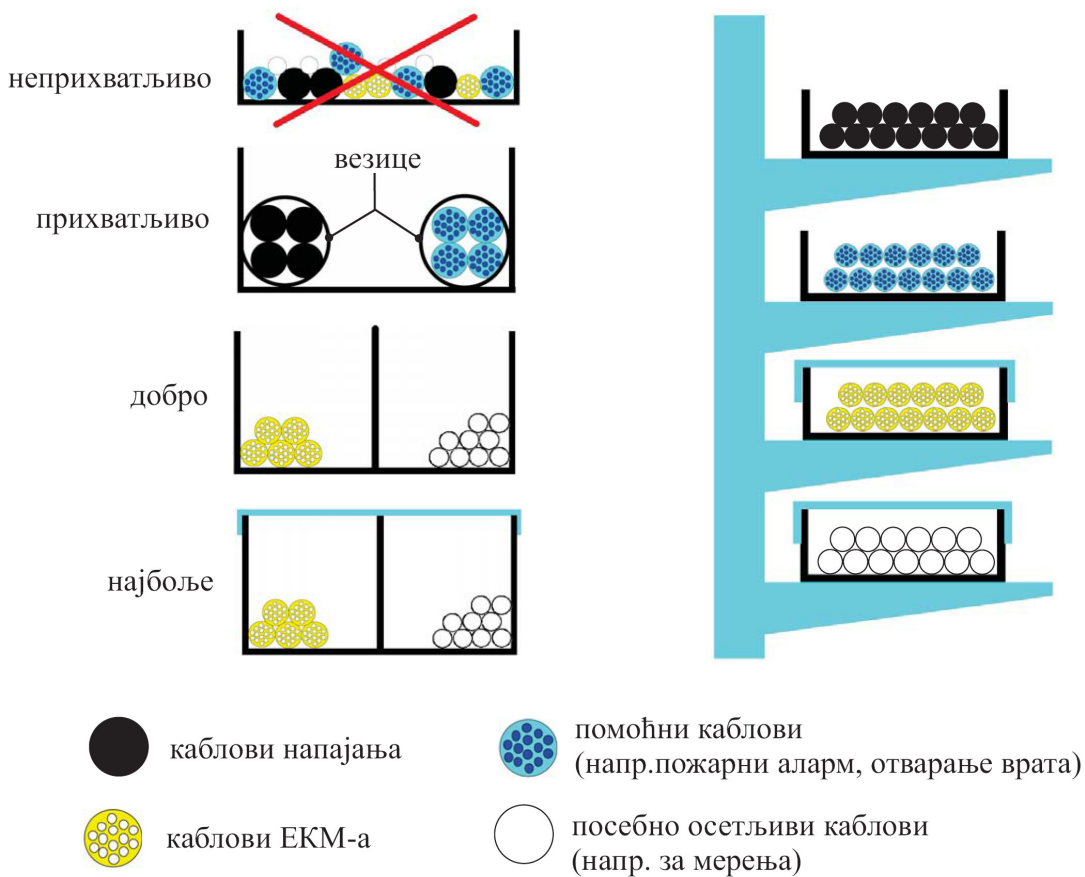 неприхватљиво
везице
прихватљиво
добро
најбоље
каблови напајања
помоћни каблови
(напр.пожарни аларм, отварање врата)
каблови ЕКМ-а
посебно осетљиви каблови
(напр. за мерења)